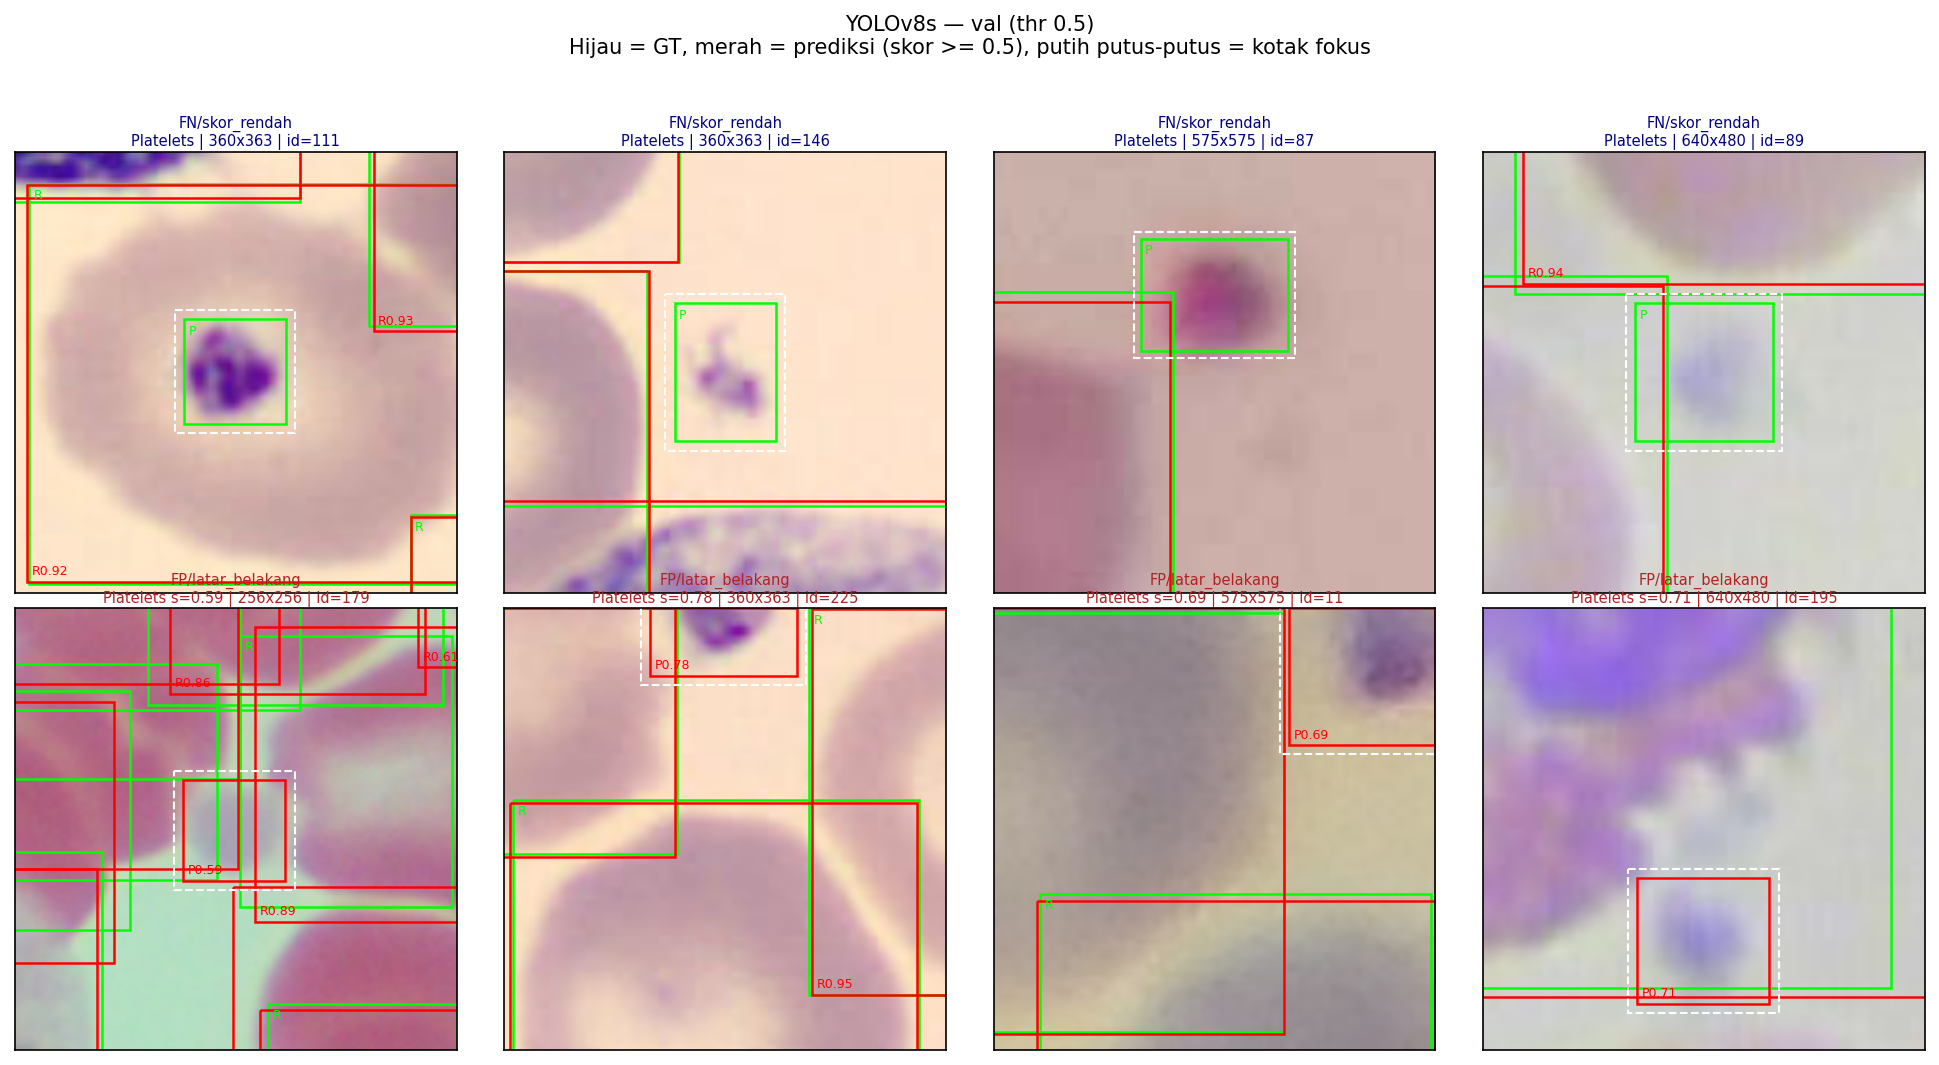 YOLOv8s — val (thr 0.5)
Hijau = GT, merah = prediksi (skor >= 0.5), putih putus-putus = kotak fokus
FN/skor_rendah
Platelets | 360x363 | id=111
FN/skor_rendah
Platelets | 360x363 | id=146
FN/skor_rendah
Platelets | 575x575 | id=87
FN/skor_rendah
Platelets | 640x480 | id=89
R
P
R0.93
R
R0.92
P
P
R0.94
P
FP/latar_belakang
Platelets s=0.59 | 256x256 | id=179
FP/latar_belakang
Platelets s=0.78 | 360x363 | id=225
FP/latar_belakang
Platelets s=0.69 | 575x575 | id=11
FP/latar_belakang
Platelets s=0.71 | 640x480 | id=195
R
R0.61
R0.86
P0.59
R0.89
R
P0.78
R
R
R0.95
P0.69
R
P0.71